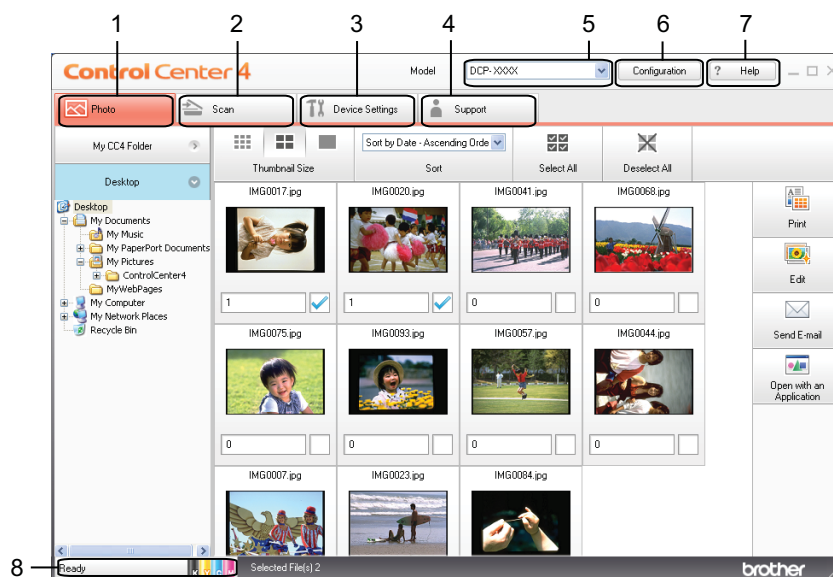 1 2 3 4 5 6 7
Control Center 4 Model DCP-XXXX Configuration ? Help
Photo Scan Device Settings Support
My CC4 Folder
Thumbnail Size Sort by Date - Ascending Orde Sort Select All Deselect All
Desktop
Desktop
My Documents
My Music
My PaperPort Documents
My Pictures
ControlCenter4
MyWebPages
My Computer
My Network Places
Recycle Bin
IMG0017.jpg IMG0020.jpg IMG0041.jpg IMG0068.jpg
1 1 0 0
IMG0075.jpg IMG0093.jpg IMG0057.jpg IMG0044.jpg
0 0 0 0
IMG0007.jpg IMG0023.jpg IMG0084.jpg
Print
Edit
Send E-mail
Open with an
Application
8
Ready K Y C M Selected File(s) 2 brother